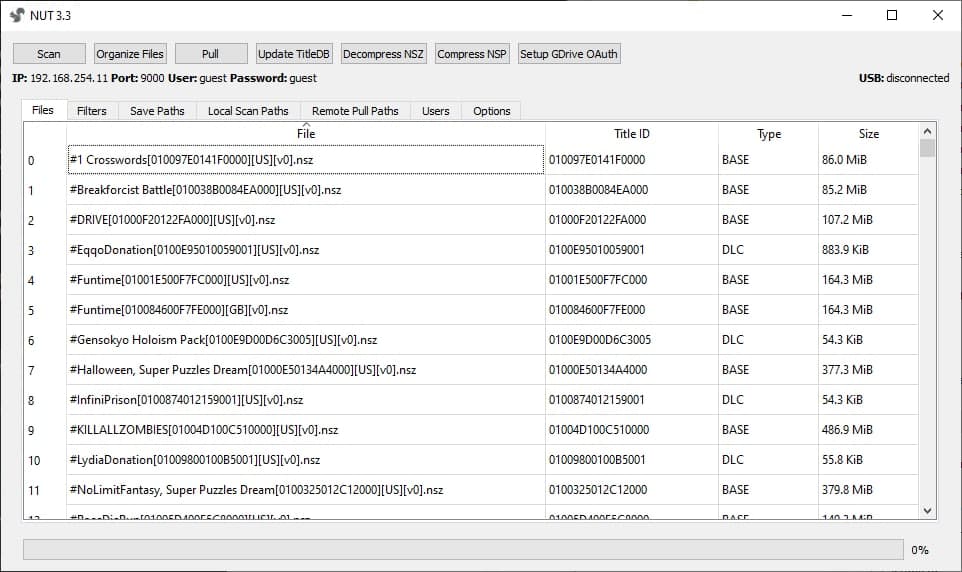 NUT 3.3
Scan Organize Files Pull Update TitleDB Decompress NSZ Compress NSP Setup GDrive OAuth
IP: 192.168.254.11 Port: 9000 User: guest Password: guest USB: disconnected
Files Filters Save Paths Local Scan Paths Remote Pull Paths Users Options
File Title ID Type Size
0 #1 Crosswords[010097E0141F0000][US][v0].nsz 010097E0141F0000 BASE 86.0 MiB
1 #Breakforcist Battle[010038B0084EA000][US][v0].nsz 010038B0084EA000 BASE 85.2 MiB
2 #DRIVE[01000F20122FA000][US][v0].nsz 01000F20122FA000 BASE 107.2 MiB
3 #EqqoDonation[0100E95010059001][US][v0].nsz 0100E95010059001 DLC 883.9 KiB
4 #Funtime[01001E500F7FC000][US][v0].nsz 01001E500F7FC000 BASE 164.3 MiB
5 #Funtime[010084600F7FE000][GB][v0].nsz 010084600F7FE000 BASE 164.3 MiB
6 #Gensokyo Holoism Pack[0100E9D00D6C3005][US][v0].nsz 0100E9D00D6C3005 DLC 54.3 KiB
7 #Halloween, Super Puzzles Dream[01000E50134A4000][US][v0].nsz 01000E50134A4000 BASE 377.3 MiB
8 #InfiniPrison[0100874012159001][US][v0].nsz 0100874012159001 DLC 54.3 KiB
9 #KILLALLZOMBIES[01004D100C510000][US][v0].nsz 01004D100C510000 BASE 486.9 MiB
10 #LydiaDonation[01009800100B5001][US][v0].nsz 01009800100B5001 DLC 55.8 KiB
11 #NoLimitFantasy, Super Puzzles Dream[0100325012C12000][US][v0].nsz 0100325012C12000 BASE 379.8 MiB
0%